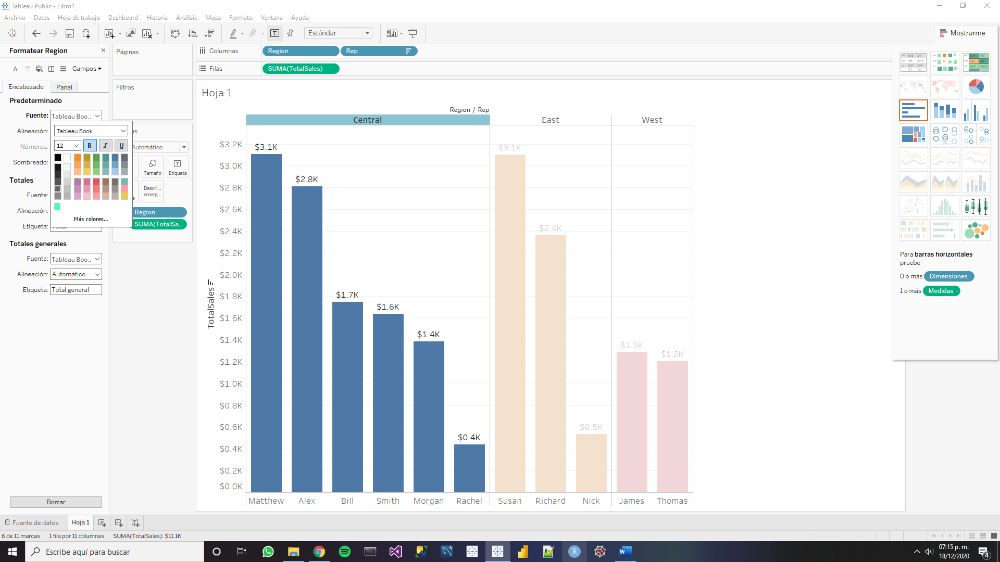 Tableau Public - Libro1
Archivo Datos Hoja de trabajo Dashboard Historia Análisis Mapa Formato Ventana Ayuda
Estándar
Mostrarme
Formatear Region
Campos
Encabezado Panel
Predeterminado
Fuente: Tableau Boo..
Alineación:
Números:
Sombreado:
Tableau Book
12 B I U
Más colores...
Totales
Fuente:
Alineación:
Etiqueta:
Totales generales
Fuente: Tableau Boo..
Alineación: Automático
Etiqueta: Total general
Borrar
Páginas
Filtros
Automático
Tamaño
Etiqueta
Descri...
emerg...
Region
SUMA(TotalSa..
Columnas Region Rep
Filas SUMA(TotalSales)
Hoja 1
Region / Rep
Central East West
TotalSales
$3.2K
$3.0K
$2.8K
$2.6K
$2.4K
$2.2K
$2.0K
$1.8K
$1.6K
$1.4K
$1.2K
$1.0K
$0.8K
$0.6K
$0.4K
$0.2K
$0.0K
$3.1K
$2.8K
$1.7K
$1.6K
$1.4K
$0.4K
$3.1K
$2.4K
$0.5K
$1.3K
$1.2K
Matthew Alex Bill Smith Morgan Rachel Susan Richard Nick James Thomas
Para barras horizontales
pruebe
0 o más Dimensiones
1 o más Medidas
Fuente de datos Hoja 1
6 de 11 marcas 1 fila por 11 columnas SUMA(TotalSales): $11.1K
Escribe aquí para buscar
07:15 p. m.
18/12/2020
4